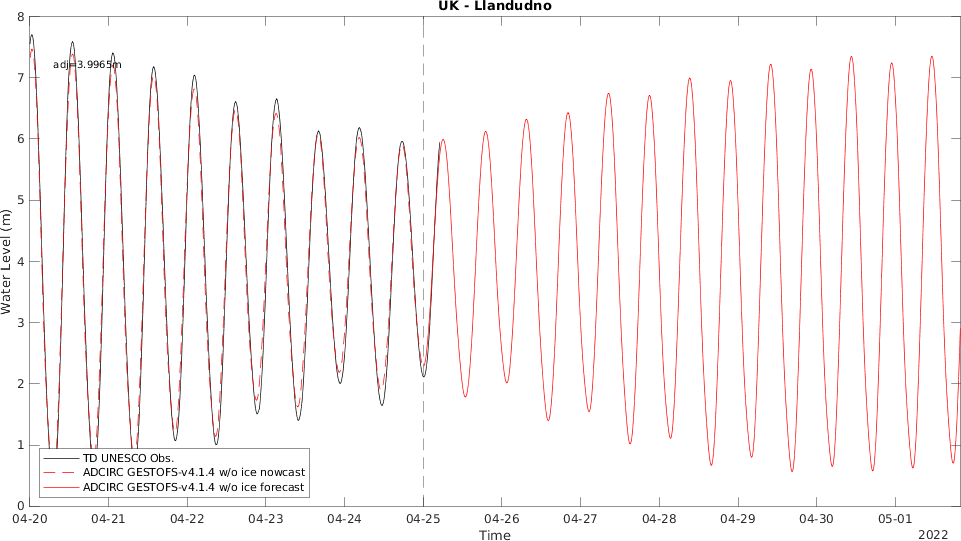 UK - Llandudno
8
7
6
5
4
3
2
1
0
Water Level (m)
adj=3.9965m
TD UNESCO Obs.
ADCIRC GESTOFS-v4.1.4 w/o ice nowcast
ADCIRC GESTOFS-v4.1.4 w/o ice forecast
04-20 04-21 04-22 04-23 04-24 04-25 04-26 04-27 04-28 04-29 04-30 05-01
Time
2022